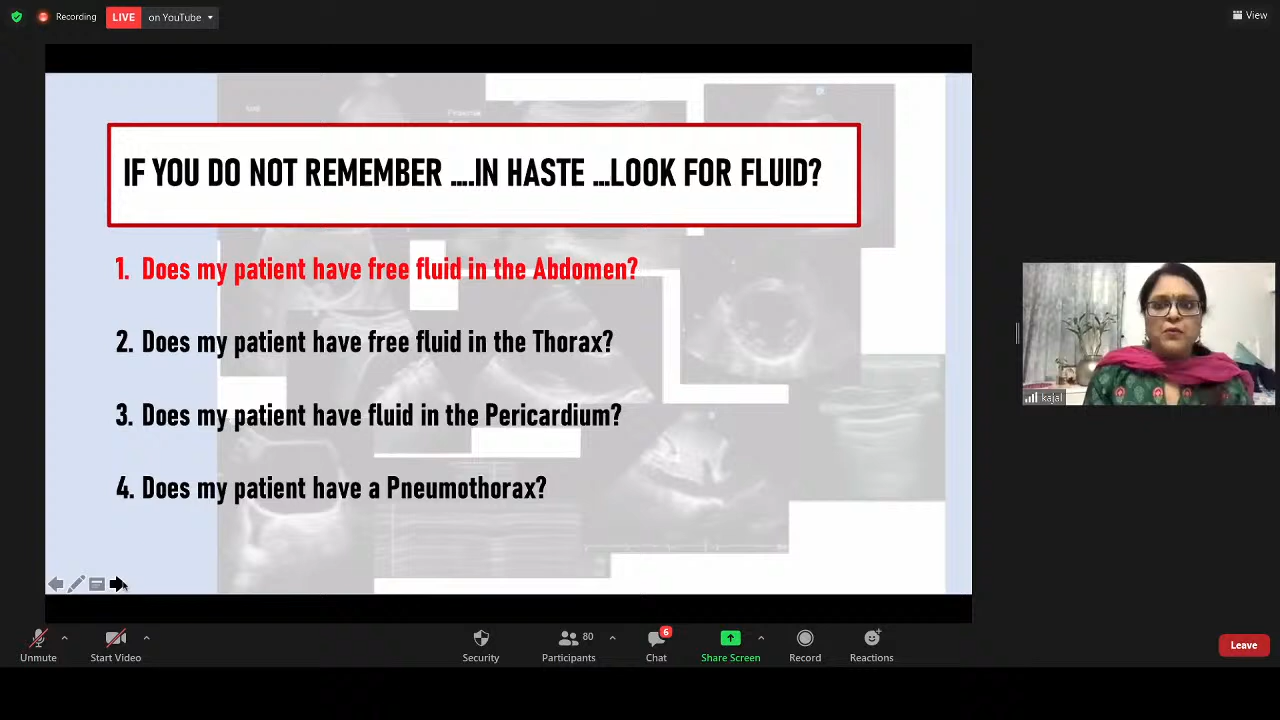 Recording
LIVE on YouTube
View
IF YOU DO NOT REMEMBER ....IN HASTE ...LOOK FOR FLUID?
1. Does my patient have free fluid in the Abdomen?
2. Does my patient have free fluid in the Thorax?
3. Does my patient have fluid in the Pericardium?
4. Does my patient have a Pneumothorax?
kajal
Unmute
Start Video
Security
80
Participants
6
Chat
Share Screen
Record
Reactions
Leave